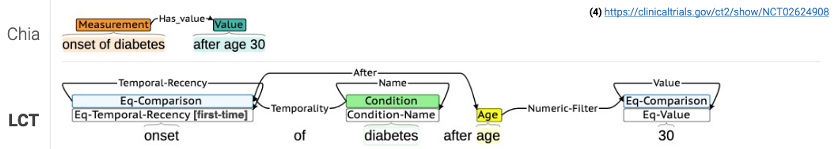 (4) https://clinicaltrials.gov/ct2/show/NCT02624908
Chia
Measurement Has_value Value
onset of diabetes after age 30
After
Temporal-Recency Name Value
Eq-Comparison Condition Eq-Comparison
LCT
Eq-Temporal-Recency [first-time] Temporality Condition-Name Age Numeric-Filter Eq-Value
onset of diabetes after age 30